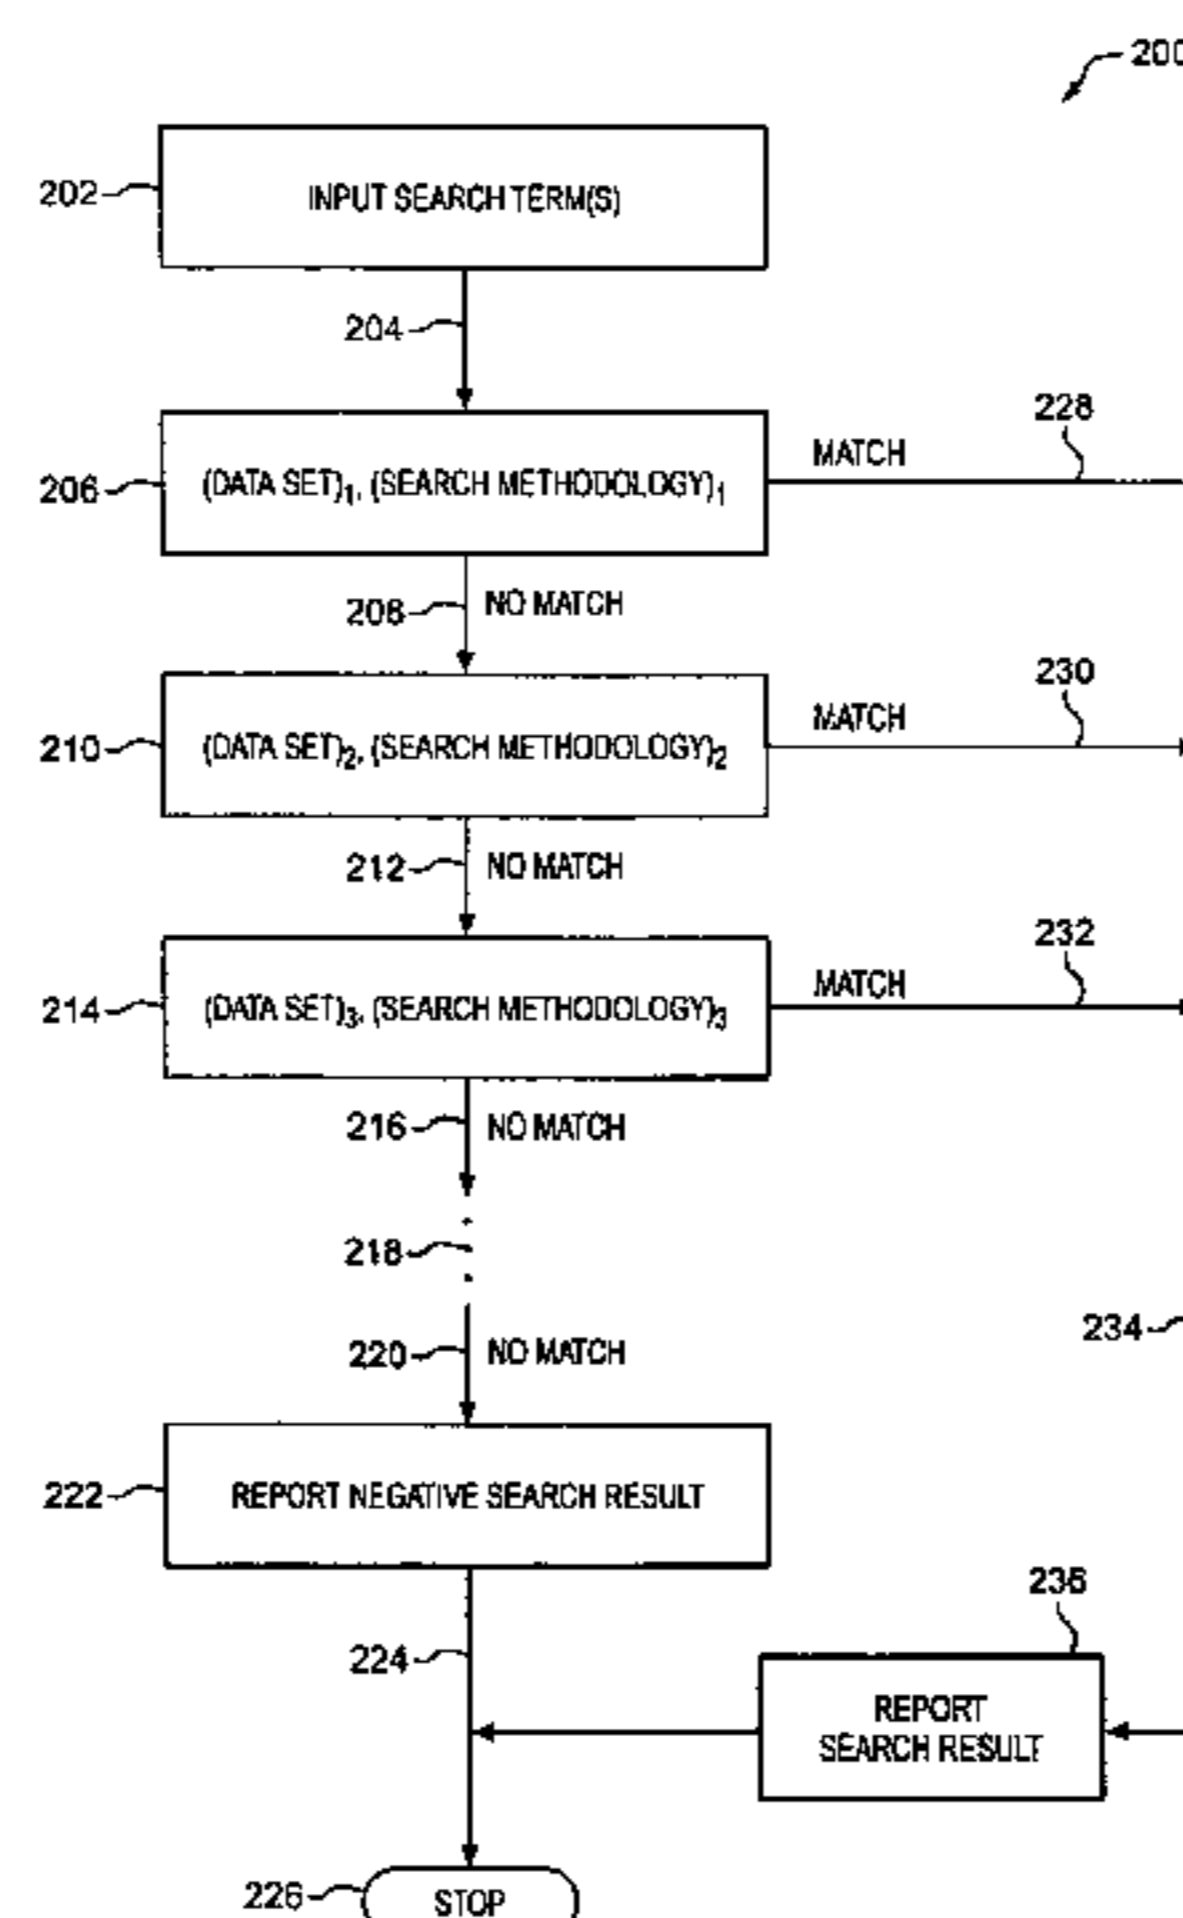 200
202
INPUT SEARCH TERM(S)
204
228
MATCH
206
(DATA SET)1, (SEARCH METHODOLOGY)1
208
NO MATCH
230
MATCH
210
(DATA SET)2, (SEARCH METHODOLOGY)2
212
NO MATCH
232
MATCH
214
(DATA SET)3, (SEARCH METHODOLOGY)3
216
NO MATCH
218
234
220
NO MATCH
222
REPORT NEGATIVE SEARCH RESULT
236
224
REPORT
SEARCH RESULT
226
STOP